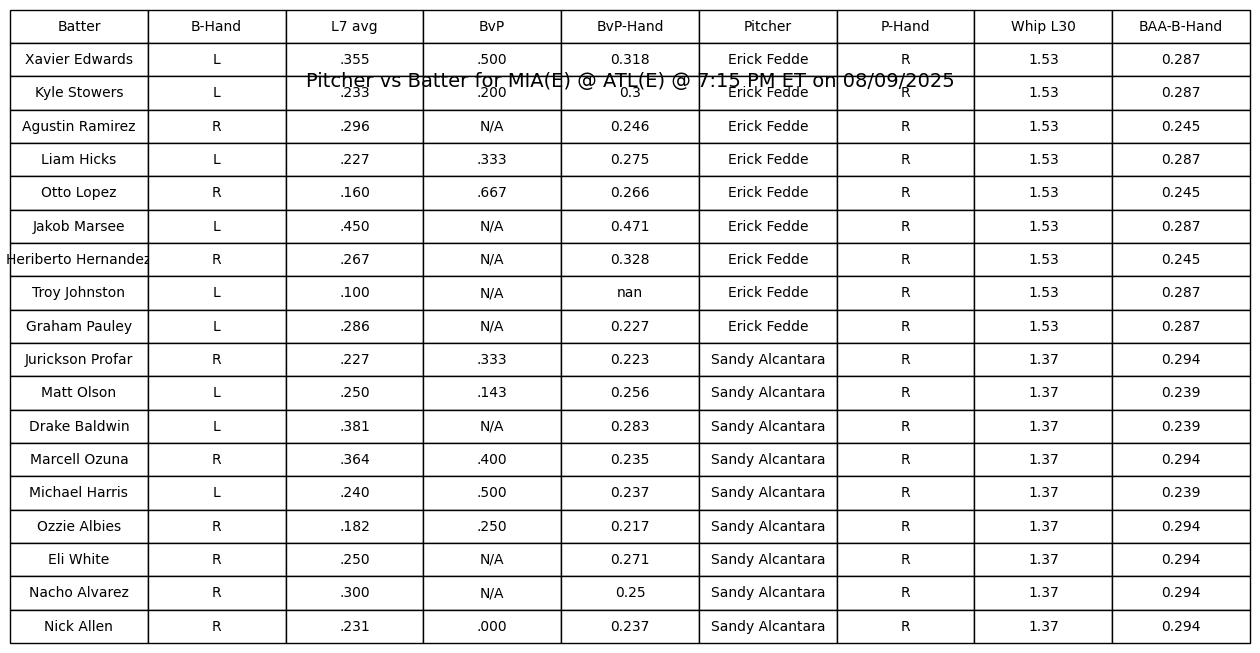 Batter B-Hand L7 avg BvP BvP-Hand Pitcher P-Hand Whip L30 BAA-B-Hand
Xavier Edwards L .355 .500 0.318 Erick Fedde R 1.53 0.287
Pitcher vs Batter for MIA(E) @ ATL(E) @ 7:15 PM ET on 08/09/2025
Kyle Stowers L .233 .200 0.3 Erick Fedde R 1.53 0.287
Agustin Ramirez R .296 N/A 0.246 Erick Fedde R 1.53 0.245
Liam Hicks L .227 .333 0.275 Erick Fedde R 1.53 0.287
Otto Lopez R .160 .667 0.266 Erick Fedde R 1.53 0.245
Jakob Marsee L .450 N/A 0.471 Erick Fedde R 1.53 0.287
Heriberto Hernandez R .267 N/A 0.328 Erick Fedde R 1.53 0.245
Troy Johnston L .100 N/A nan Erick Fedde R 1.53 0.287
Graham Pauley L .286 N/A 0.227 Erick Fedde R 1.53 0.287
Jurickson Profar R .227 .333 0.223 Sandy Alcantara R 1.37 0.294
Matt Olson L .250 .143 0.256 Sandy Alcantara R 1.37 0.239
Drake Baldwin L .381 N/A 0.283 Sandy Alcantara R 1.37 0.239
Marcell Ozuna R .364 .400 0.235 Sandy Alcantara R 1.37 0.294
Michael Harris L .240 .500 0.237 Sandy Alcantara R 1.37 0.239
Ozzie Albies R .182 .250 0.217 Sandy Alcantara R 1.37 0.294
Eli White R .250 N/A 0.271 Sandy Alcantara R 1.37 0.294
Nacho Alvarez R .300 N/A 0.25 Sandy Alcantara R 1.37 0.294
Nick Allen R .231 .000 0.237 Sandy Alcantara R 1.37 0.294